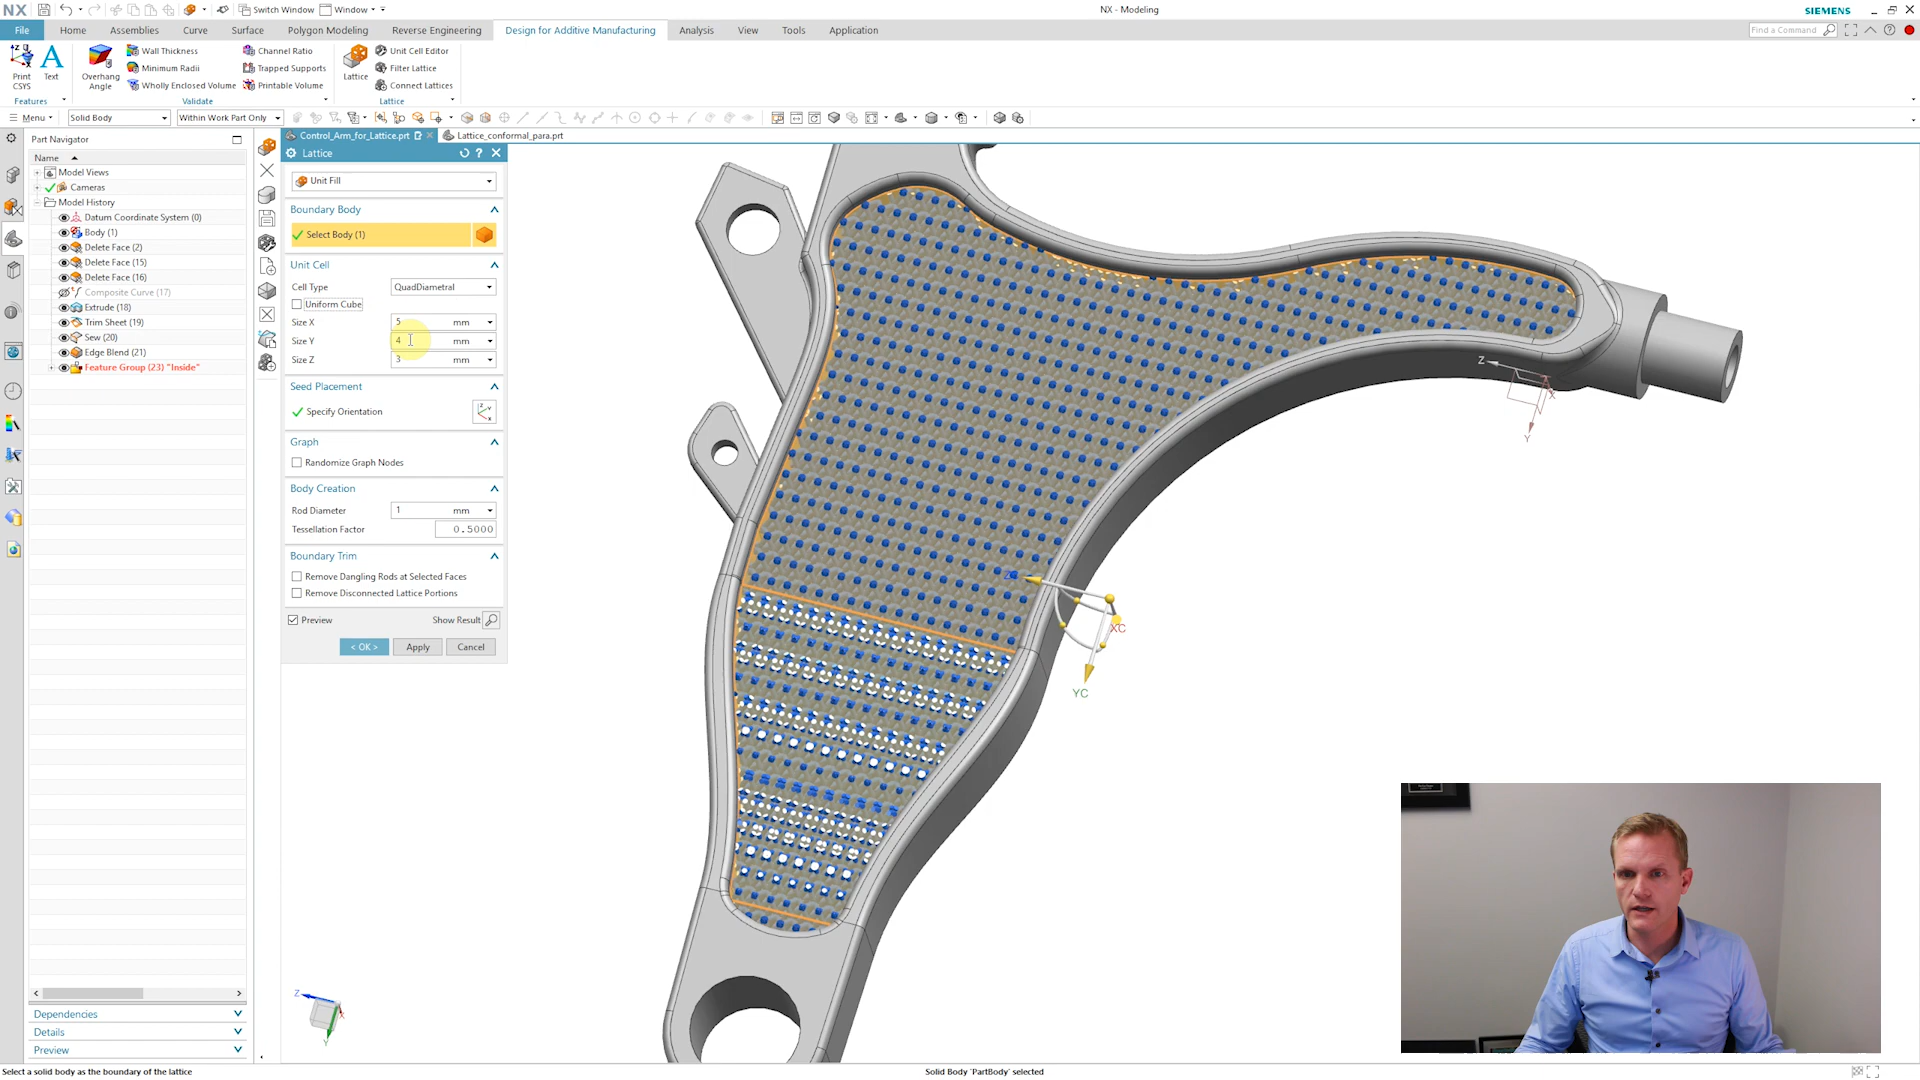 NX
Switch Window
Window
NX - Modeling
SIEMENS
File
Home
Assemblies
Curve
Surface
Polygon Modeling
Reverse Engineering
Design for Additive Manufacturing
Analysis
View
Tools
Application
Find a Command
Print CSYS
Text
Features
Overhang Angle
Wall Thickness
Minimum Radii
Wholly Enclosed Volume
Channel Ratio
Trapped Supports
Printable Volume
Validate
Lattice
Unit Cell Editor
Filter Lattice
Connect Lattices
Lattice
Menu
Solid Body
Within Work Part Only
Part Navigator
Name
Model Views
Cameras
Model History
Datum Coordinate System (0)
Body (1)
Delete Face (2)
Delete Face (15)
Delete Face (16)
Composite Curve (17)
Extrude (18)
Trim Sheet (19)
Sew (20)
Edge Blend (21)
Feature Group (23) "Inside"
Dependencies
Details
Preview
Control_Arm_for_Lattice.prt
Lattice_conformal_para.prt
Lattice
Unit Fill
Boundary Body
Select Body (1)
Unit Cell
Cell Type QuadDiametral
Uniform Cube
Size X 5 mm
Size Y 4 mm
Size Z 3 mm
Seed Placement
Specify Orientation
Graph
Randomize Graph Nodes
Body Creation
Rod Diameter 1 mm
Tessellation Factor 0.5000
Boundary Trim
Remove Dangling Rods at Selected Faces
Remove Disconnected Lattice Portions
Preview
Show Result
< OK >
Apply
Cancel
Z
X
Y
XC
YC
Z
X
Y
Select a solid body as the boundary of the lattice
Solid Body 'PartBody' selected